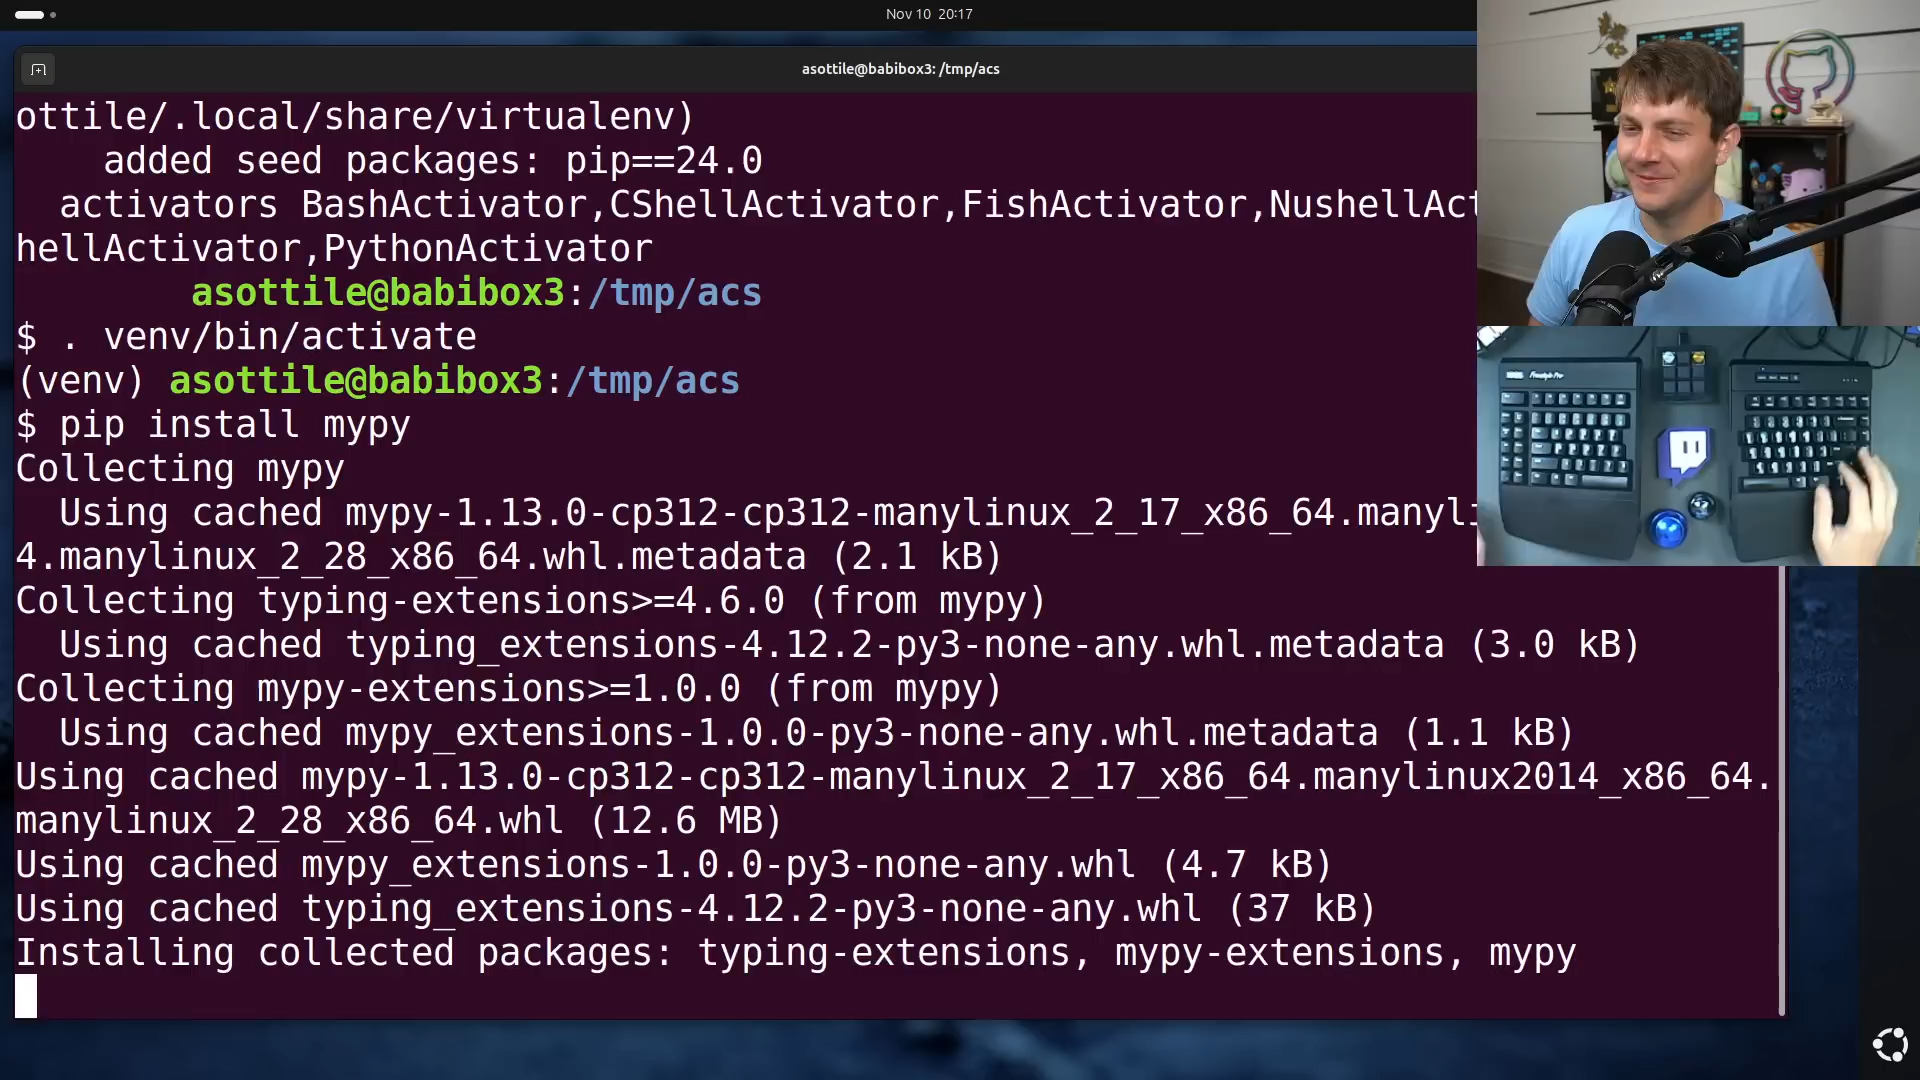 Nov 10 20:17
asottile@babibox3: /tmp/acs
ottile/.local/share/virtualenv)
added seed packages: pip==24.0
activators BashActivator,CShellActivator,FishActivator,NushellAct
hellActivator,PythonActivator
asottile@babibox3:/tmp/acs
$ . venv/bin/activate
(venv) asottile@babibox3:/tmp/acs
$ pip install mypy
Collecting mypy
Using cached mypy-1.13.0-cp312-cp312-manylinux_2_17_x86_64.manyli
4.manylinux_2_28_x86_64.whl.metadata (2.1 kB)
Collecting typing-extensions>=4.6.0 (from mypy)
Using cached typing_extensions-4.12.2-py3-none-any.whl.metadata (3.0 kB)
Collecting mypy-extensions>=1.0.0 (from mypy)
Using cached mypy_extensions-1.0.0-py3-none-any.whl.metadata (1.1 kB)
Using cached mypy-1.13.0-cp312-cp312-manylinux_2_17_x86_64.manylinux2014_x86_64.
manylinux_2_28_x86_64.whl (12.6 MB)
Using cached mypy_extensions-1.0.0-py3-none-any.whl (4.7 kB)
Using cached typing_extensions-4.12.2-py3-none-any.whl (37 kB)
Installing collected packages: typing-extensions, mypy-extensions, mypy
Freestyle Pro